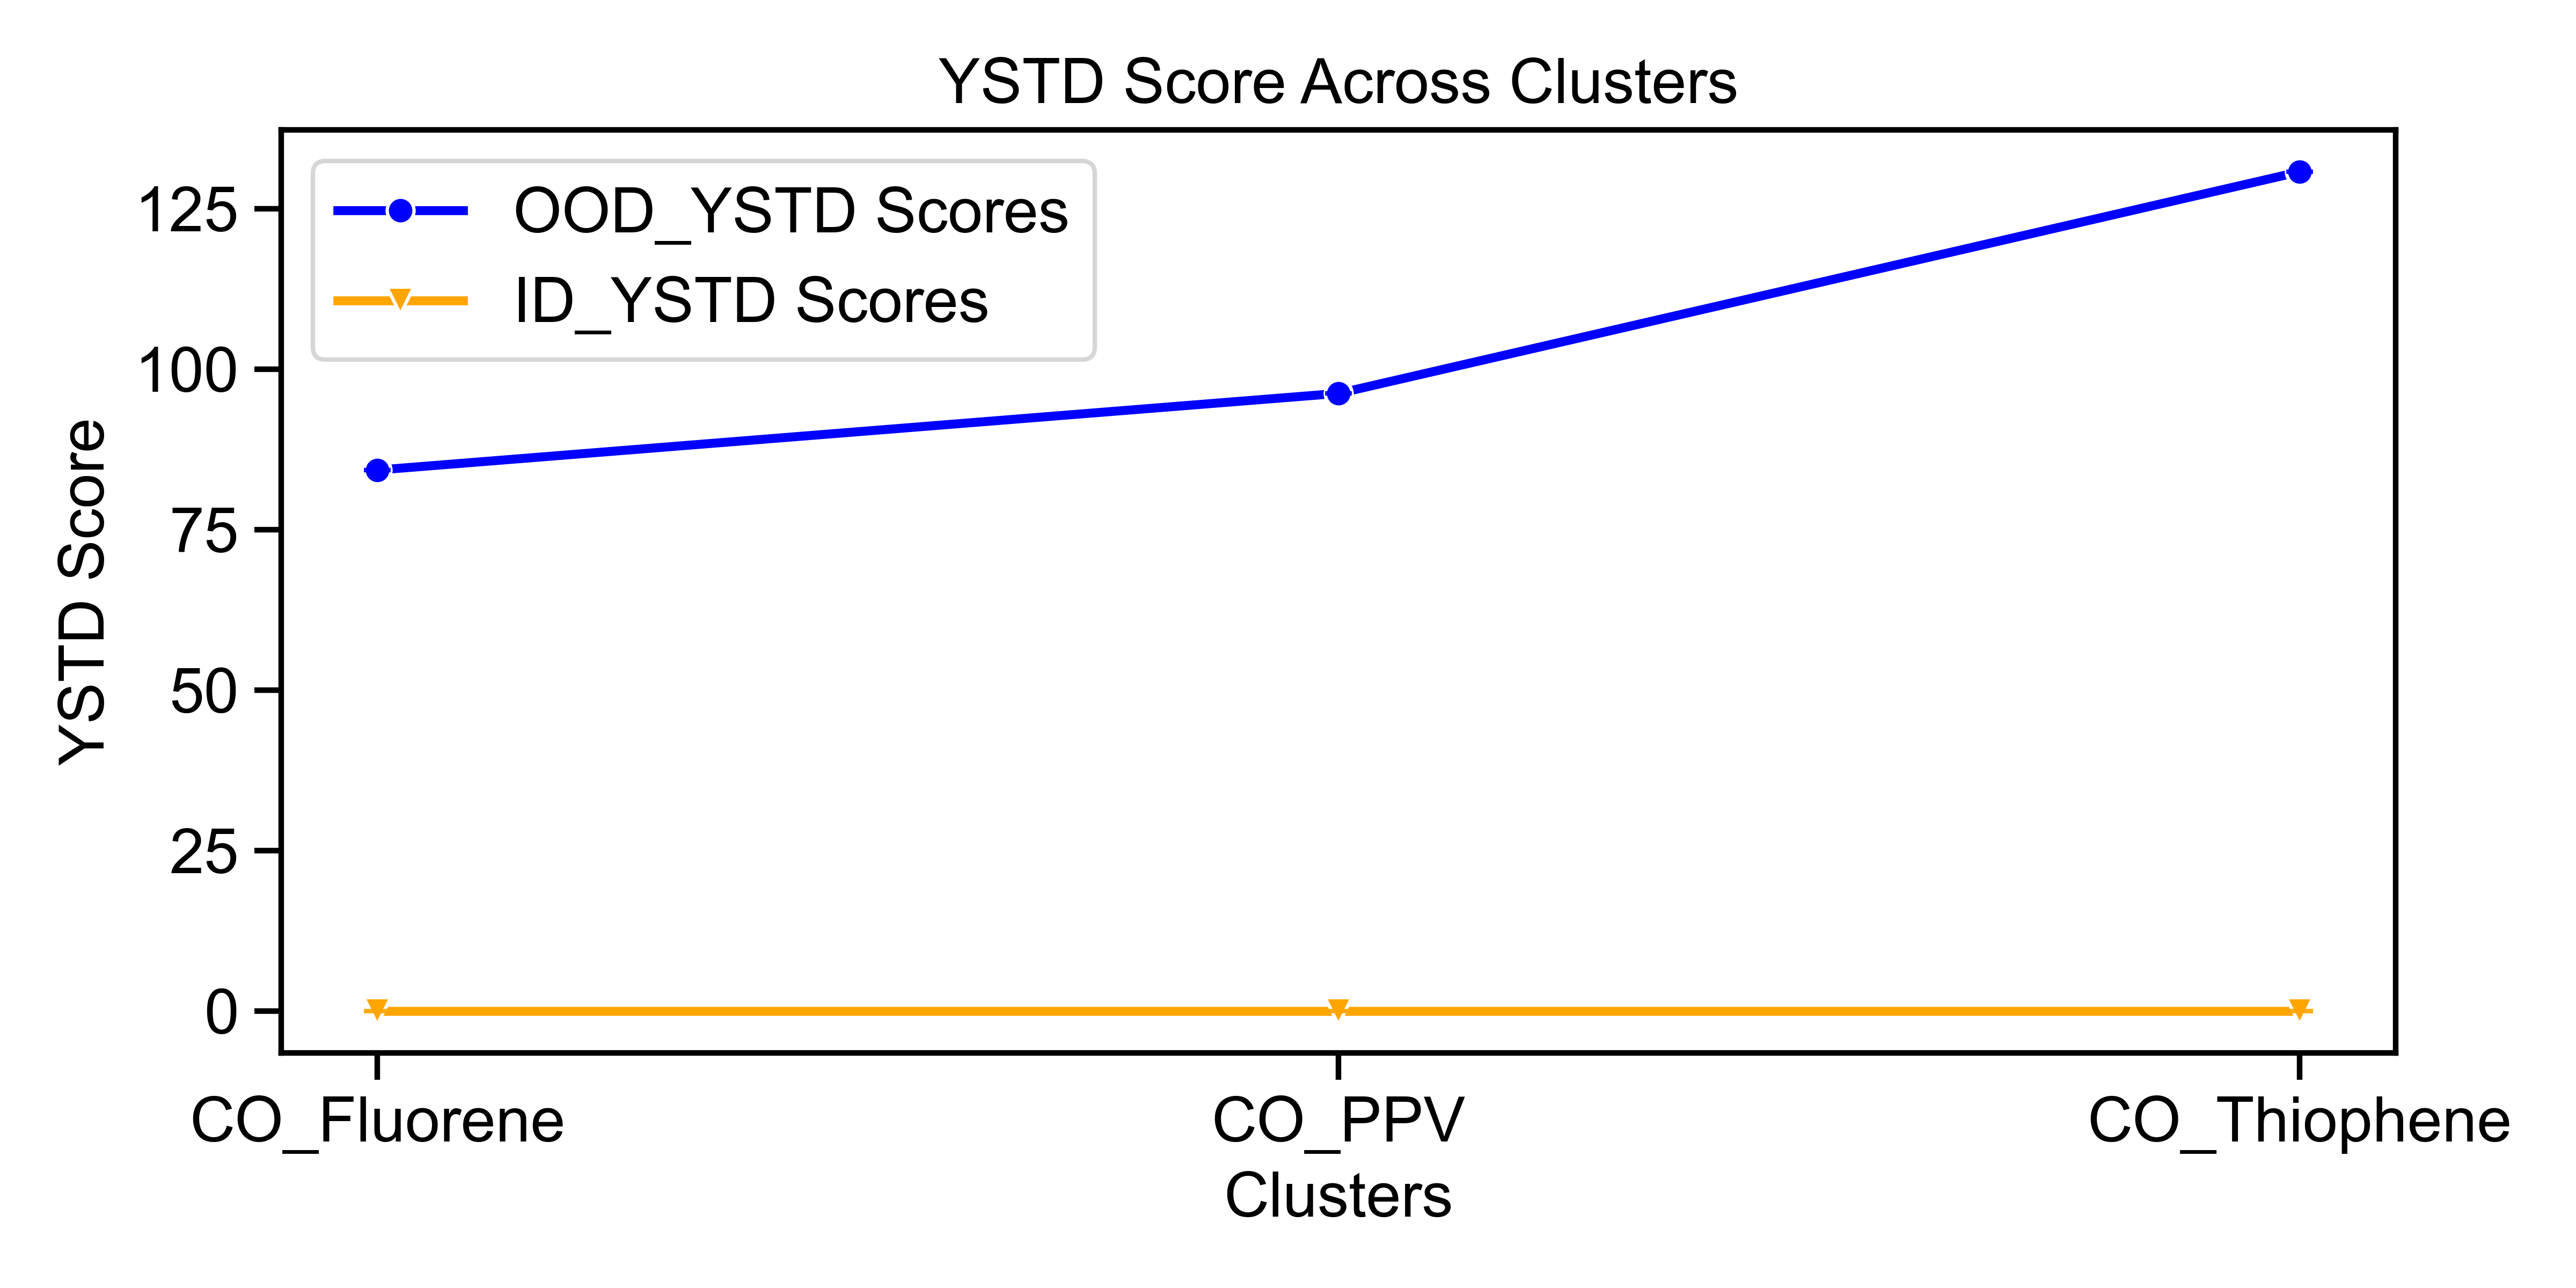 YSTD Score Across Clusters
OOD_YSTD Scores
ID_YSTD Scores
YSTD Score
125
100
75
50
25
0
CO_Fluorene
CO_PPV
CO_Thiophene
Clusters